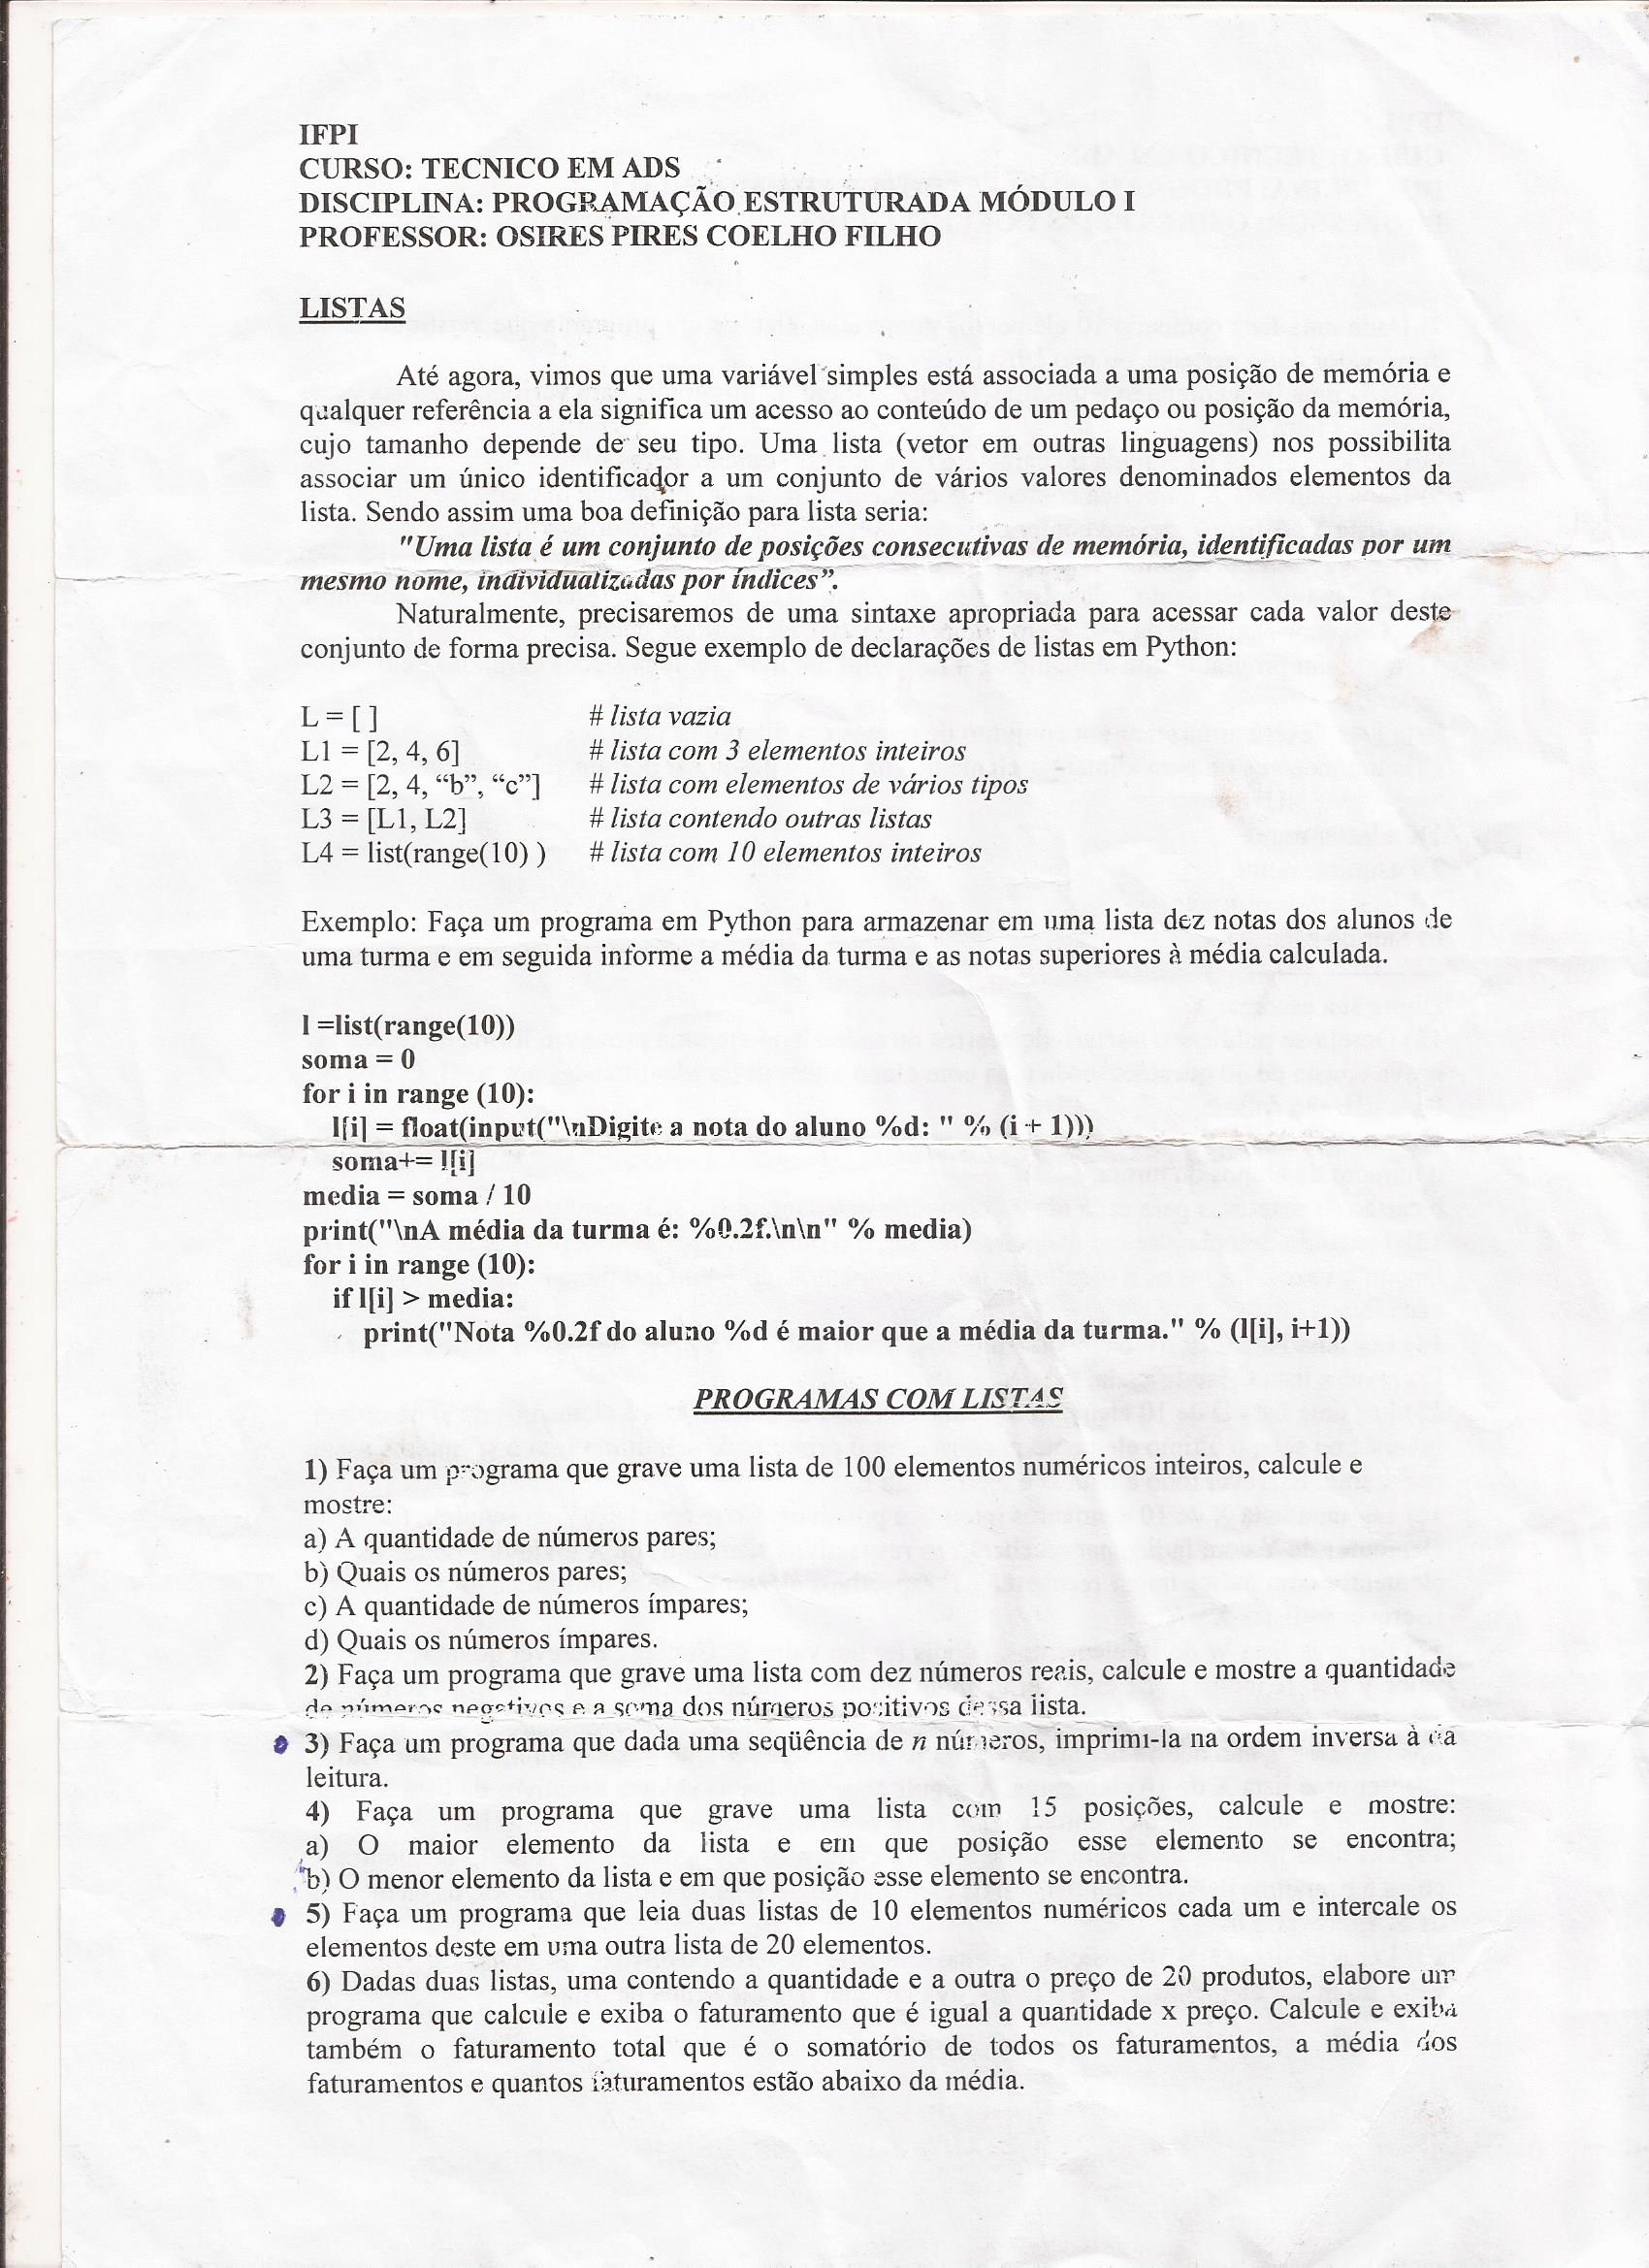 IFPI
CURSO: TECNICO EM ADS
DISCIPLINA: PROGRAMAÇÃO ESTRUTURADA MÓDULO I
PROFESSOR: OSIRES PIRES COELHO FILHO
LISTAS
Até agora, vimos que uma variável simples está associada a uma posição de memória e
qualquer referência a ela significa um acesso ao conteúdo de um pedaço ou posição da memória,
cujo tamanho depende de seu tipo. Uma lista (vetor em outras linguagens) nos possibilita
associar um único identificador a um conjunto de vários valores denominados elementos da
lista. Sendo assim uma boa definição para lista seria:
"Uma lista é um conjunto de posições consecutivas de memória, identificadas por um
mesmo nome, individualizadas por índices”.
Naturalmente, precisaremos de uma sintaxe apropriada para acessar cada valor deste
conjunto de forma precisa. Segue exemplo de declarações de listas em Python:
L = [ ] # lista vazia
L1 = [2, 4, 6] # lista com 3 elementos inteiros
L2 = [2, 4, “b”, “c”] # lista com elementos de vários tipos
L3 = [L1, L2] # lista contendo outras listas
L4 = list(range(10) ) # lista com 10 elementos inteiros
Exemplo: Faça um programa em Python para armazenar em uma lista dez notas dos alunos de
uma turma e em seguida informe a média da turma e as notas superiores à média calculada.
l =list(range(10))
soma = 0
for i in range (10):
l[i] = float(input("\nDigite a nota do aluno %d: " % (i + 1)))
soma+= l[i]
media = soma / 10
print("\nA média da turma é: %0.2f.\n\n" % media)
for i in range (10):
if l[i] > media:
print("Nota %0.2f do aluno %d é maior que a média da turma." % (l[i], i+1))
PROGRAMAS COM LISTAS
1) Faça um programa que grave uma lista de 100 elementos numéricos inteiros, calcule e
mostre:
a) A quantidade de números pares;
b) Quais os números pares;
c) A quantidade de números ímpares;
d) Quais os números ímpares.
2) Faça um programa que grave uma lista com dez números reais, calcule e mostre a quantidade
de números negativos e a soma dos números positivos dessa lista.
3) Faça um programa que dada uma seqüência de n números, imprimi-la na ordem inversa à da
leitura.
4) Faça um programa que grave uma lista com 15 posições, calcule e mostre:
a) O maior elemento da lista e em que posição esse elemento se encontra;
b) O menor elemento da lista e em que posição esse elemento se encontra.
5) Faça um programa que leia duas listas de 10 elementos numéricos cada um e intercale os
elementos deste em uma outra lista de 20 elementos.
6) Dadas duas listas, uma contendo a quantidade e a outra o preço de 20 produtos, elabore um
programa que calcule e exiba o faturamento que é igual a quantidade x preço. Calcule e exiba
também o faturamento total que é o somatório de todos os faturamentos, a média dos
faturamentos e quantos faturamentos estão abaixo da média.